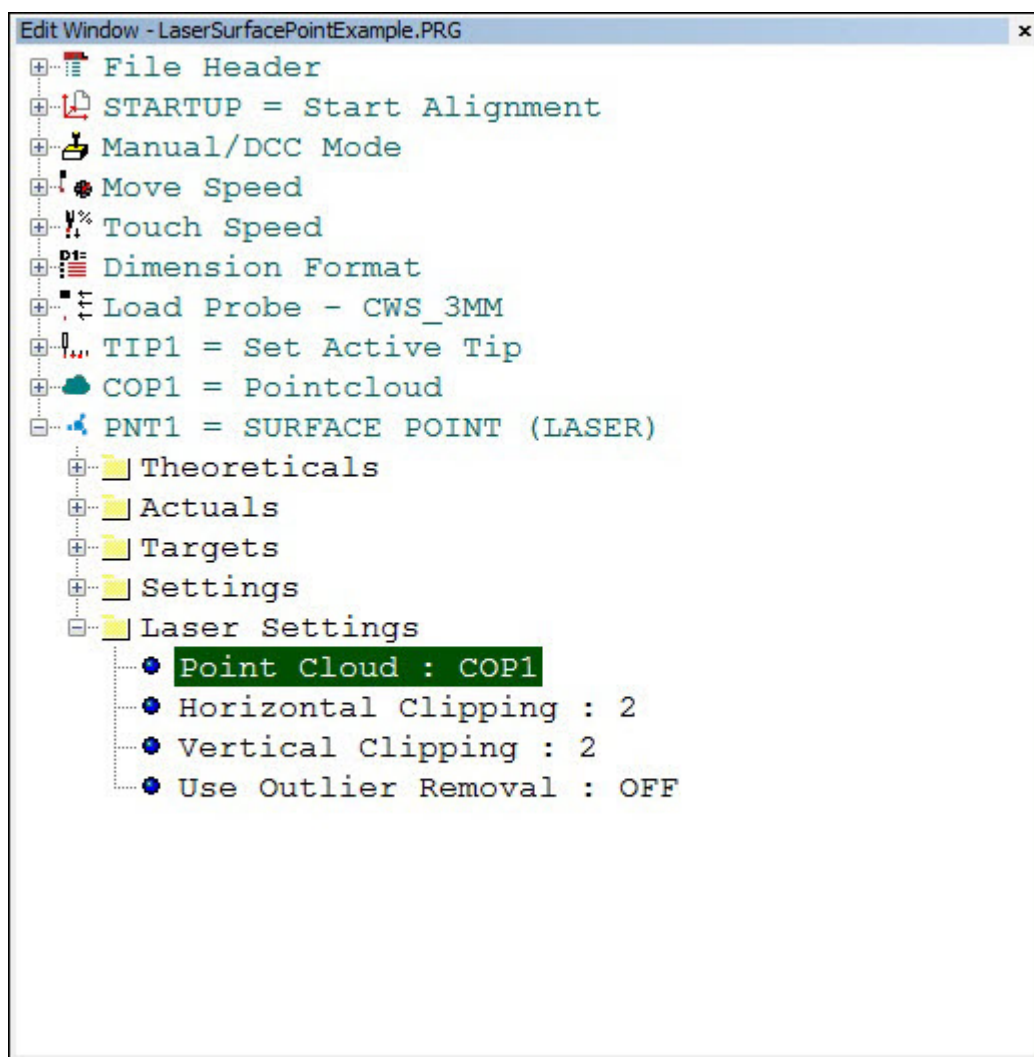 Edit Window - LaserSurfacePointExample.PRG
File Header
STARTUP = Start Alignment
Manual/DCC Mode
Move Speed
Touch Speed
Dimension Format
Load Probe - CWS_3MM
TIP1 = Set Active Tip
COP1 = Pointcloud
PNT1 = SURFACE POINT (LASER)
Theoreticals
Actuals
Targets
Settings
Laser Settings
Point Cloud : COP1
Horizontal Clipping : 2
Vertical Clipping : 2
Use Outlier Removal : OFF